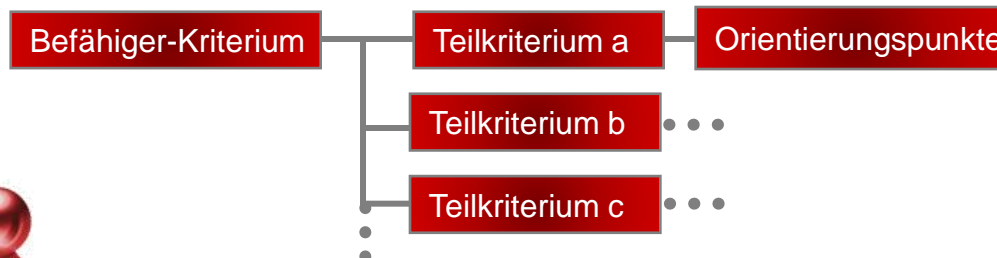 Befähiger-Kriterium
Teilkriterium a
Orientierungspunkte
Teilkriterium b
Teilkriterium c